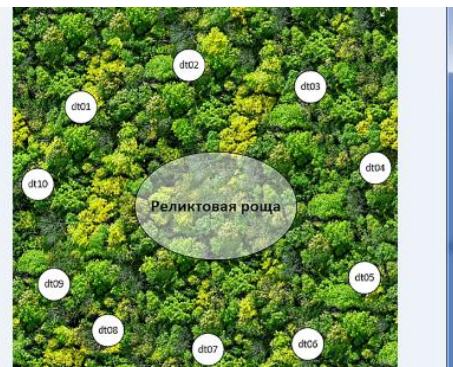 dt02
dt03
dt01
dt04
dt10
Реликтовая роща
dt05
dt09
dt08
dt06
dt07